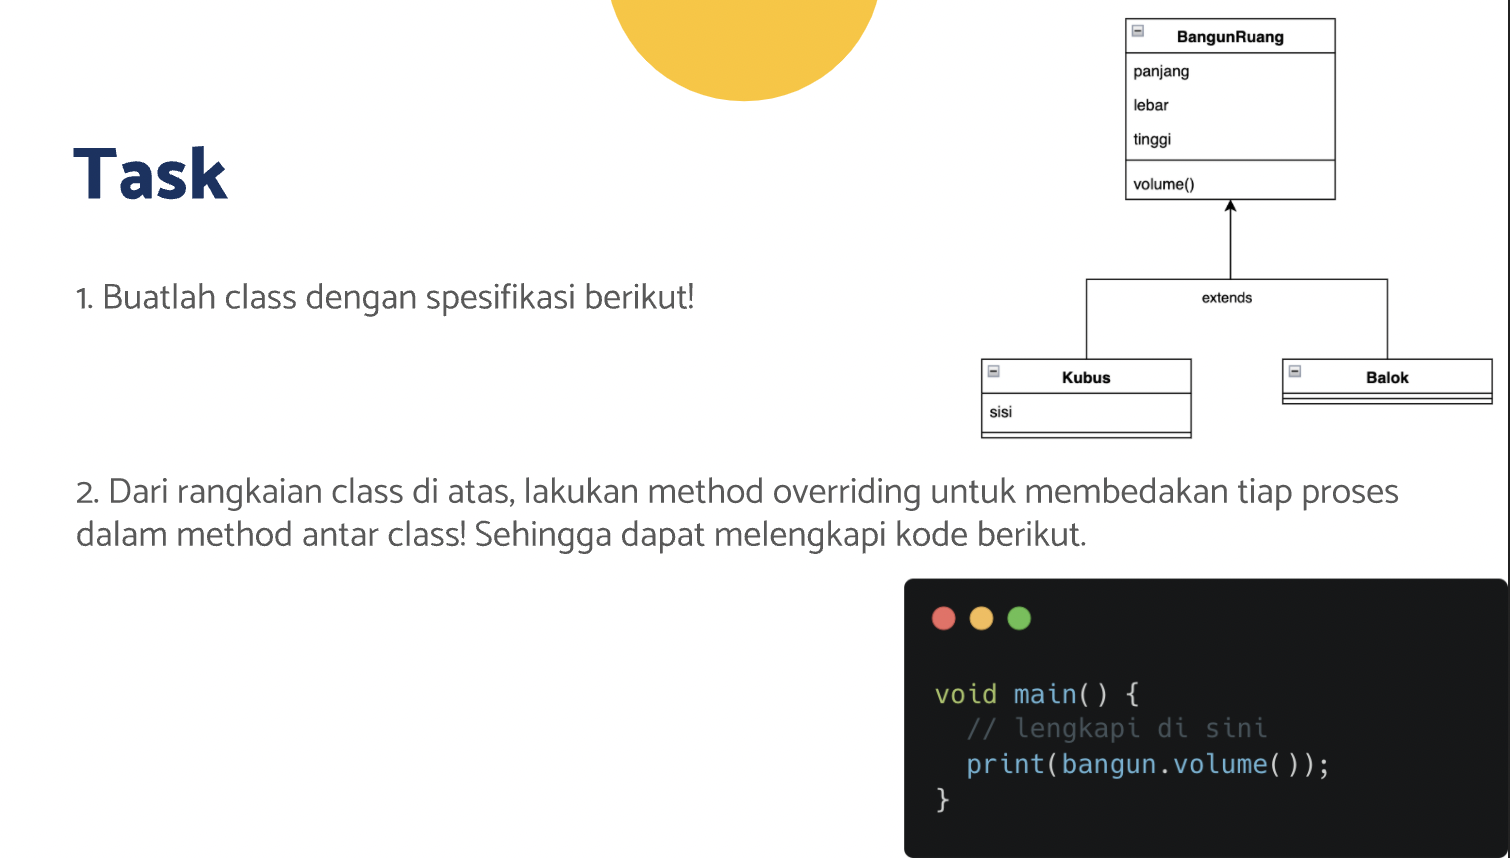 Task
1. Buatlah class dengan spesifikasi berikut!
BangunRuang
panjang
lebar
tinggi
volume()
extends
Kubus
sisi
Balok
2. Dari rangkaian class di atas, lakukan method overriding untuk membedakan tiap proses
dalam method antar class! Sehingga dapat melengkapi kode berikut.
void main() {
// lengkapi di sini
print(bangun.volume());
}